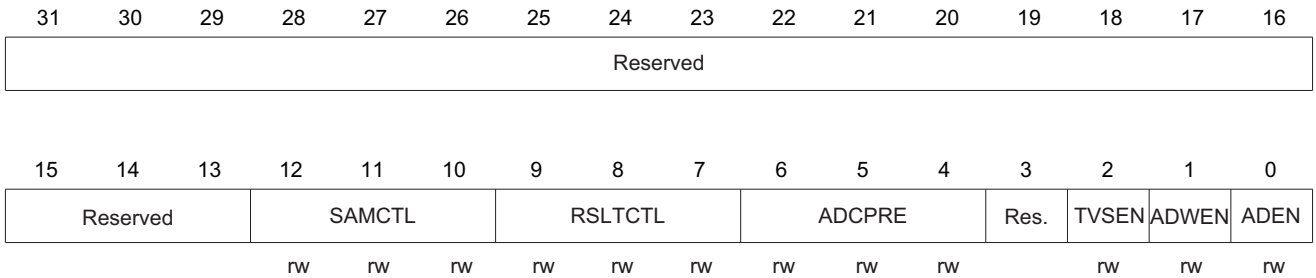 31 30 29 28 27 26 25 24 23 22 21 20 19 18 17 16
Reserved
15 14 13 12 11 10 9 8 7 6 5 4 3 2 1 0
Reserved SAMCTL RSLTCTL ADCPRE Res. TVSEN ADWEN ADEN
rw rw rw rw rw rw rw rw rw rw rw rw